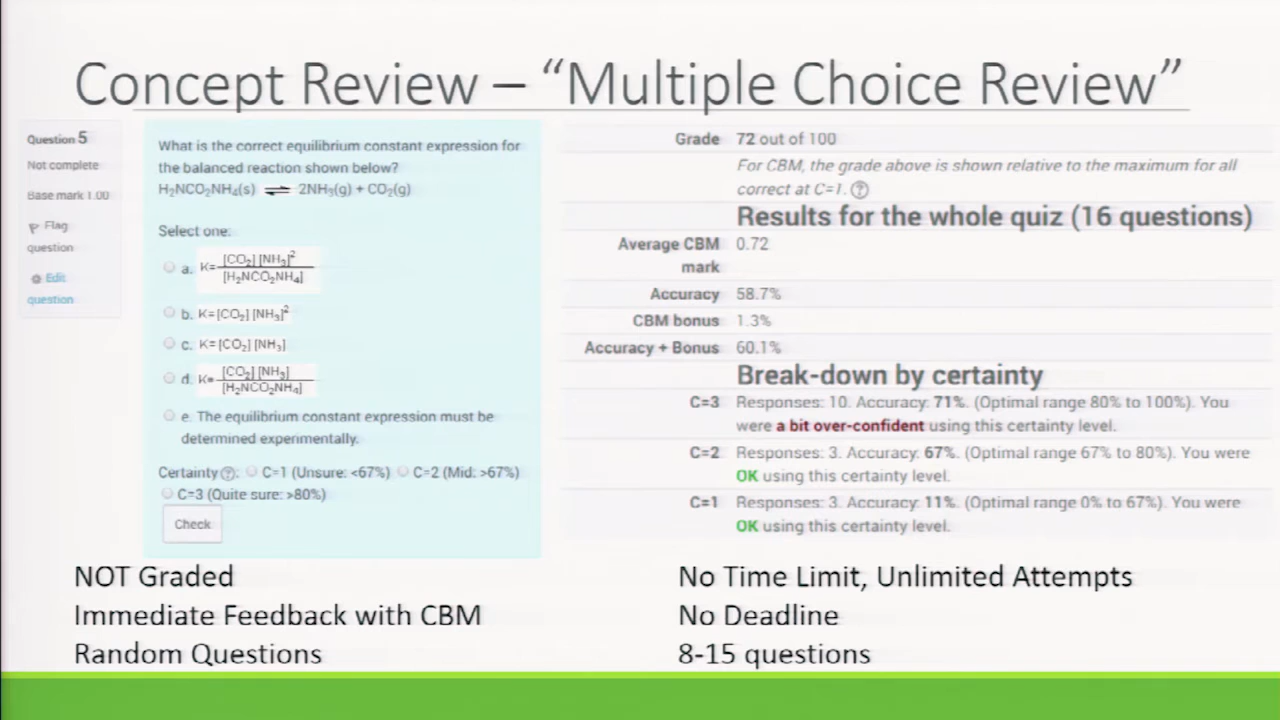 Concept Review – “Multiple Choice Review”
Question 5
Not complete
Base mark 1.00
Flag
question
Edit
question
What is the correct equilibrium constant expression for
the balanced reaction shown below?
H₂NCO₂NH₄(s) ⇌ 2NH₃(g) + CO₂(g)
Select one:
a. K= [CO₂] [NH₃]² / [H₂NCO₂NH₄]
b. K=[CO₂] [NH₃]²
c. K=[CO₂] [NH₃]
d. K= [CO₂] [NH₃] / [H₂NCO₂NH₄]
e. The equilibrium constant expression must be
determined experimentally.
Certainty: C=1 (Unsure: <67%) C=2 (Mid: >67%)
C=3 (Quite sure: >80%)
Check
Grade 72 out of 100
For CBM, the grade above is shown relative to the maximum for all
correct at C=1.
Results for the whole quiz (16 questions)
Average CBM 0.72
mark
Accuracy 58.7%
CBM bonus 1.3%
Accuracy + Bonus 60.1%
Break-down by certainty
C=3 Responses: 10. Accuracy: 71%. (Optimal range 80% to 100%). You
were a bit over-confident using this certainty level.
C=2 Responses: 3. Accuracy: 67%. (Optimal range 67% to 80%). You were
OK using this certainty level.
C=1 Responses: 3. Accuracy: 11%. (Optimal range 0% to 67%). You were
OK using this certainty level.
NOT Graded
Immediate Feedback with CBM
Random Questions
No Time Limit, Unlimited Attempts
No Deadline
8-15 questions